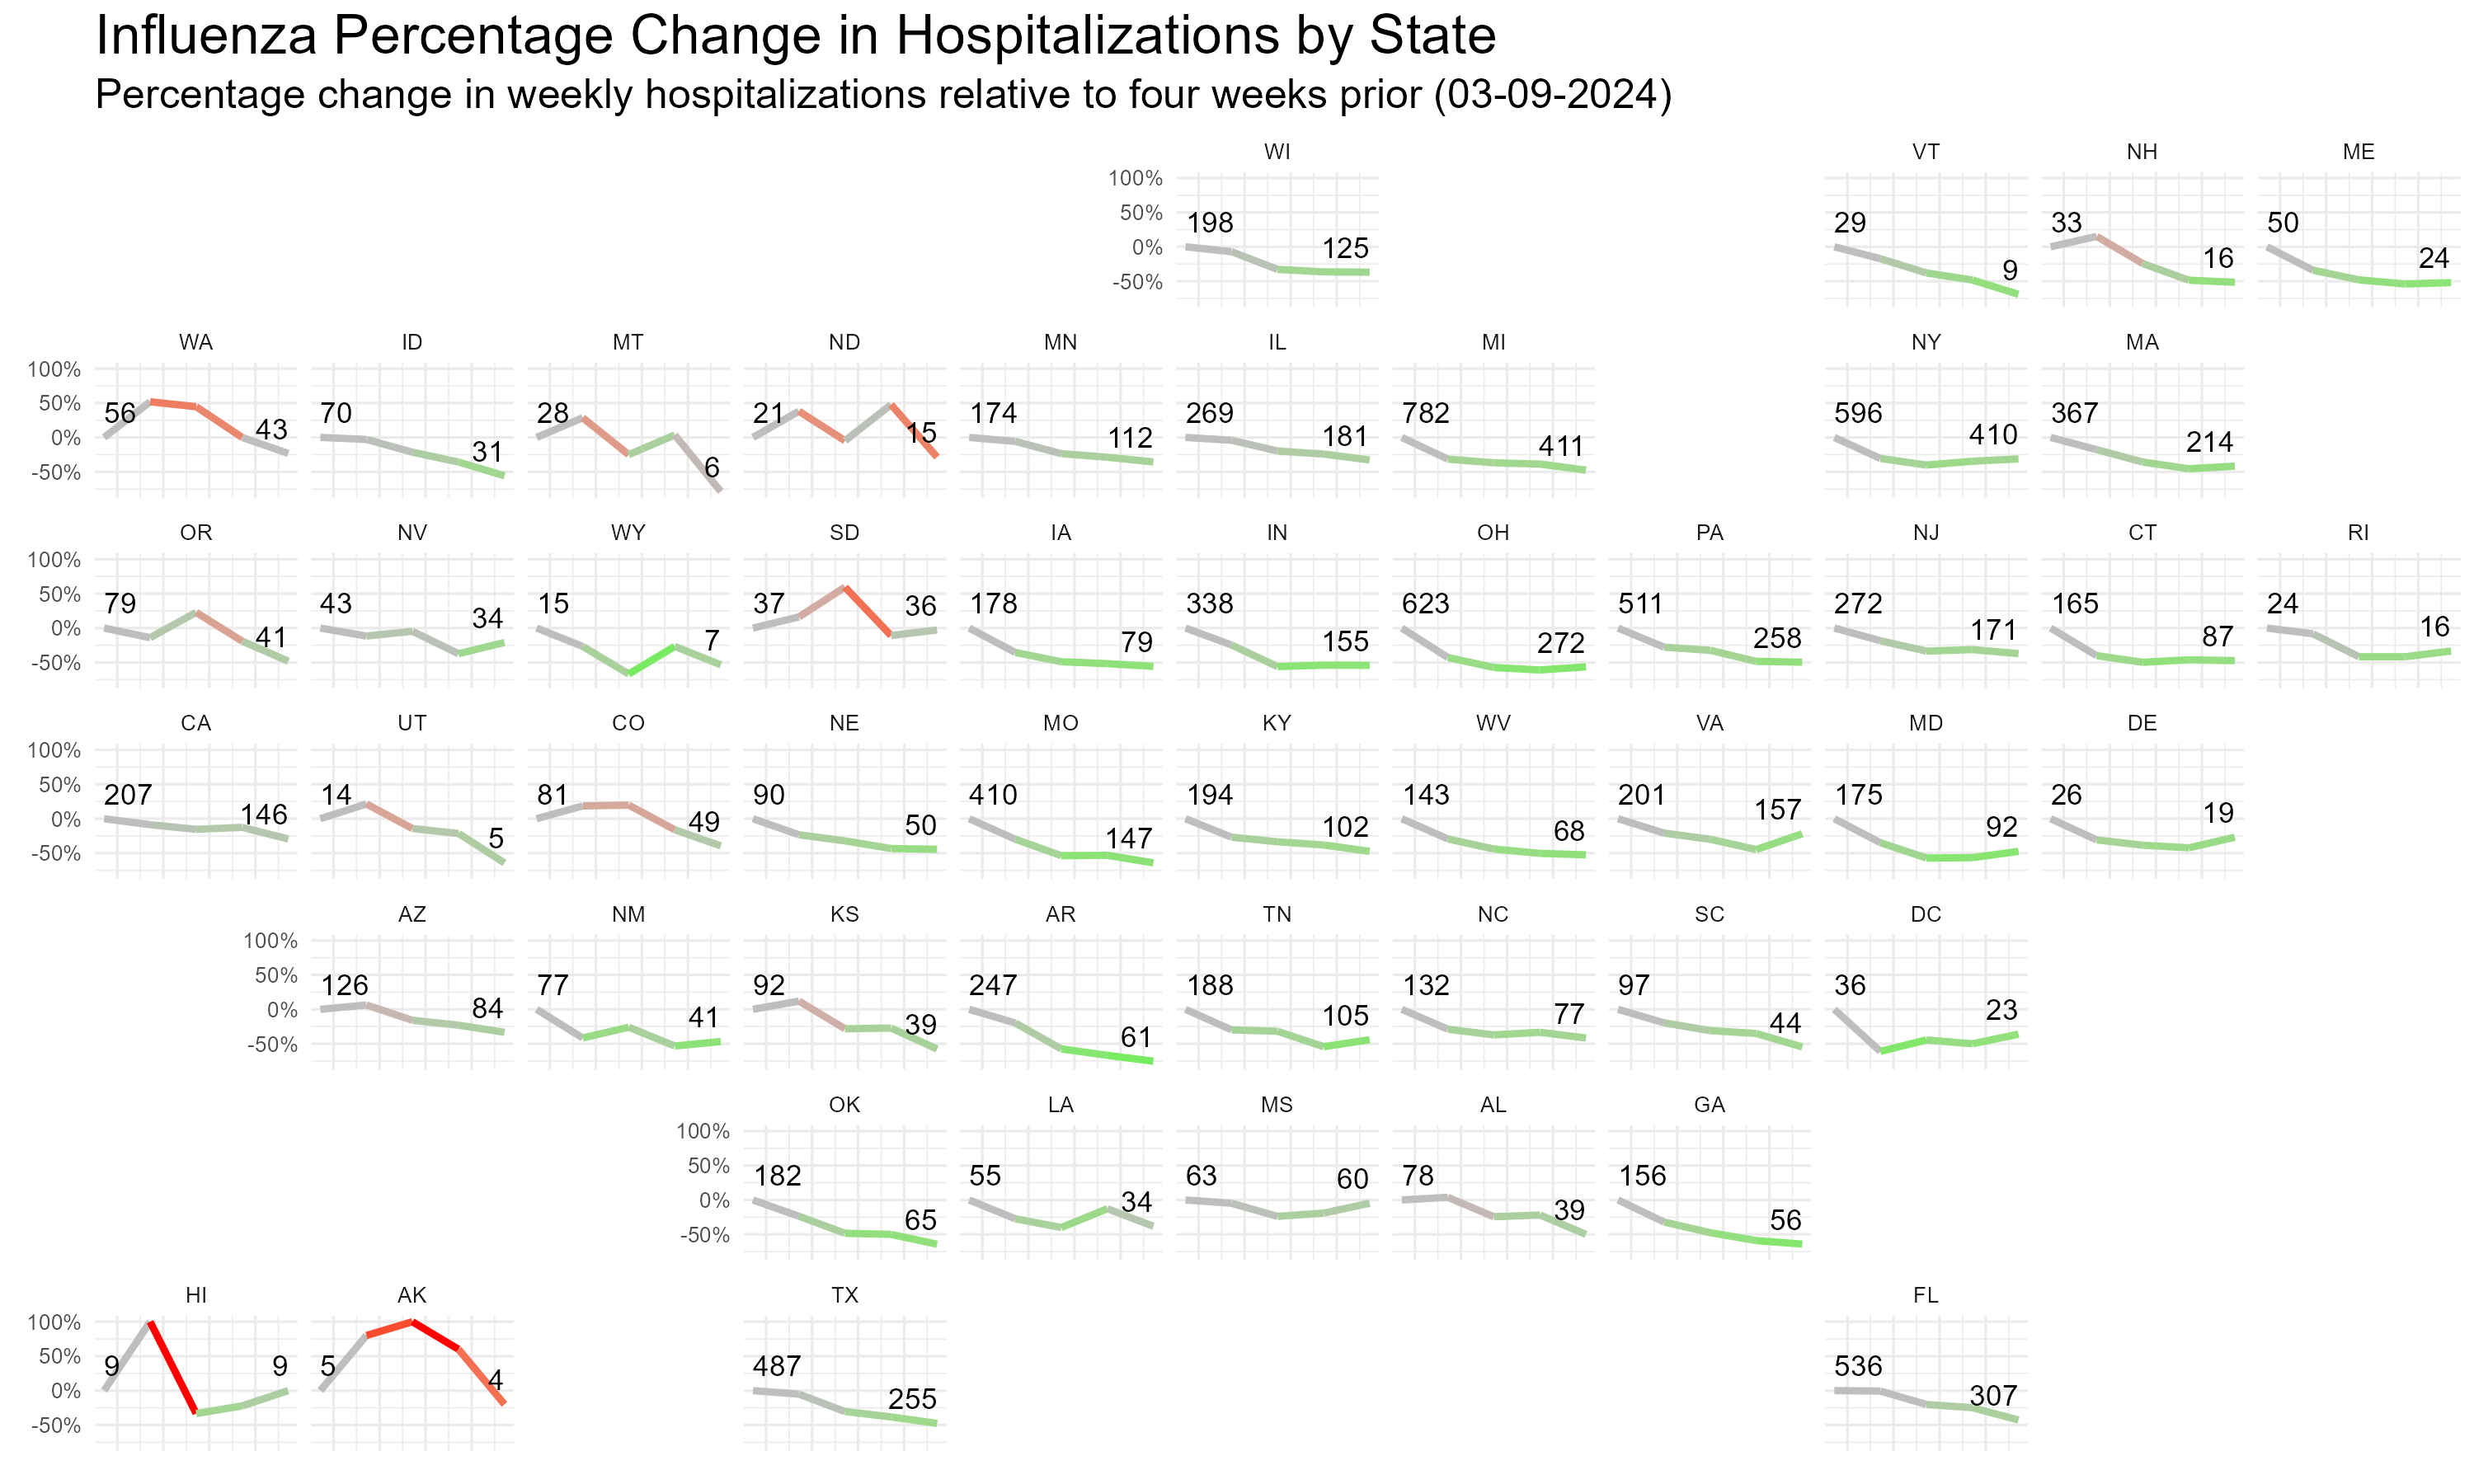 Influenza Percentage Change in Hospitalizations by State
Percentage change in weekly hospitalizations relative to four weeks prior (03-09-2024)
WI VT NH ME
100%
50%
0%
-50%
198 125 29 9 33 16 50 24
WA ID MT ND MN IL MI NY MA
100%
50%
0%
-50%
56 43 70 31 28 6 21 15 174 112 269 181 782 411 596 410 367 214
OR NV WY SD IA IN OH PA NJ CT RI
100%
50%
0%
-50%
79 41 43 34 15 7 37 36 178 79 338 155 623 272 511 258 272 171 165 87 24 16
CA UT CO NE MO KY WV VA MD DE
100%
50%
0%
-50%
207 146 14 5 81 49 90 50 410 147 194 102 143 68 201 157 175 92 26 19
AZ NM KS AR TN NC SC DC
100%
50%
0%
-50%
126 84 77 41 92 39 247 61 188 105 132 77 97 44 36 23
OK LA MS AL GA
100%
50%
0%
-50%
182 65 55 34 63 60 78 39 156 56
HI AK TX FL
100%
50%
0%
-50%
9 9 5 4 487 255 536 307